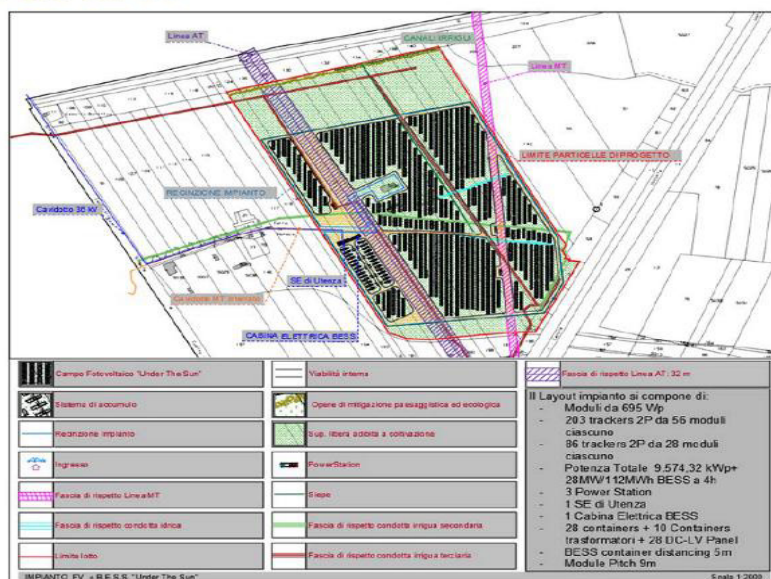 Linea AT
CANALI IRRIGUI
Linea MT
LIMITE PARTICELLE DI PROGETTO
RECINZIONE IMPIANTO
Cavidotto 36 kV
SE di Utenza
Cavidotto MT Interrato
CABINA ELETTRICA BESS
Campo Fotovoltaico "Under The Sun"
Viabilità interna
Fascia di rispetto Linea AT: 32 m
Sistema di accumulo
Opere di mitigazione paesaggistica ed ecologica
Recinzione impianto
Sup. libera adibita a coltivazione
Ingresso
PowerStation
Fascia di rispetto Linea MT
Siepe
Fascia di rispetto condotta idrica
Fascia di rispetto condotta irrigua secondaria
Limite lotto
Fascia di rispetto condotta irrigua terziaria
Il Layout impianto si compone di:
- Moduli da 695 Wp
- 203 trackers 2P da 56 moduli
ciascuno
- 86 trackers 2P da 28 moduli
ciascuno
- Potenza Totale 9.574,32 kWp+
28MW/112MWh BESS a 4h
- 3 Power Station
- 1 SE di Utenza
- 1 Cabina Elettrica BESS
- 28 containers + 10 Containers
trasformatori + 28 DC-LV Panel
- BESS container distancing 5m
- Module Pitch 9m
IMPIANTO FV + B.E.S.S. "Under The Sun"
Scala 1:2000